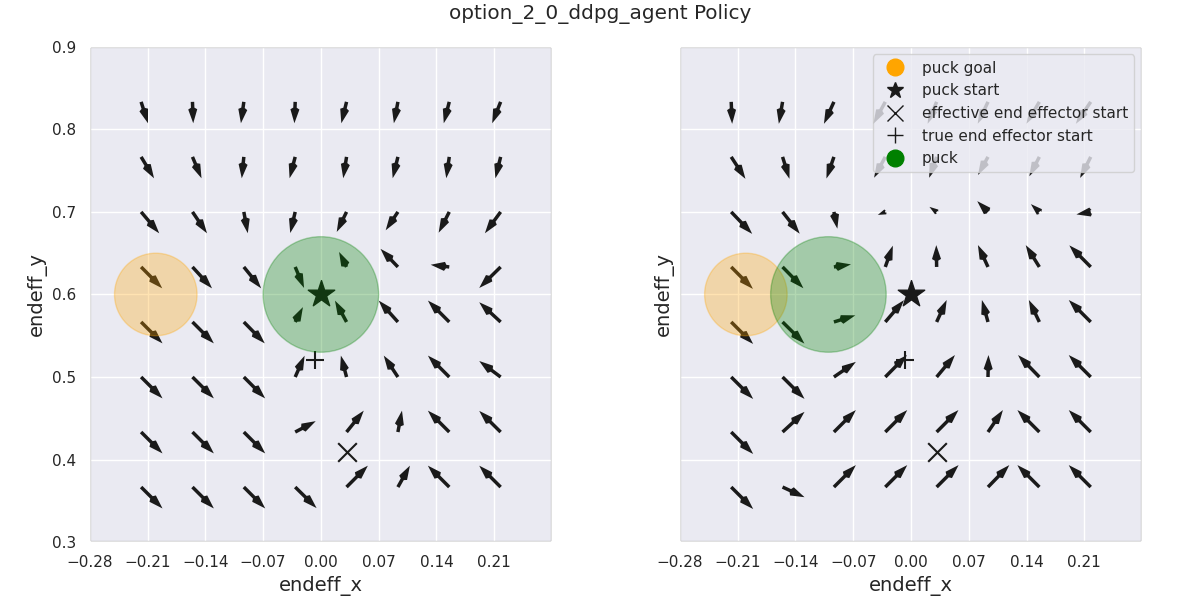 option_2_0_ddpg_agent Policy
0.9
0.8
0.7
0.6
0.5
0.4
0.3
endeff_y
−0.28 −0.21 −0.14 −0.07 0.00 0.07 0.14 0.21
endeff_x
endeff_y
puck goal
puck start
effective end effector start
true end effector start
puck
−0.28 −0.21 −0.14 −0.07 0.00 0.07 0.14 0.21
endeff_x